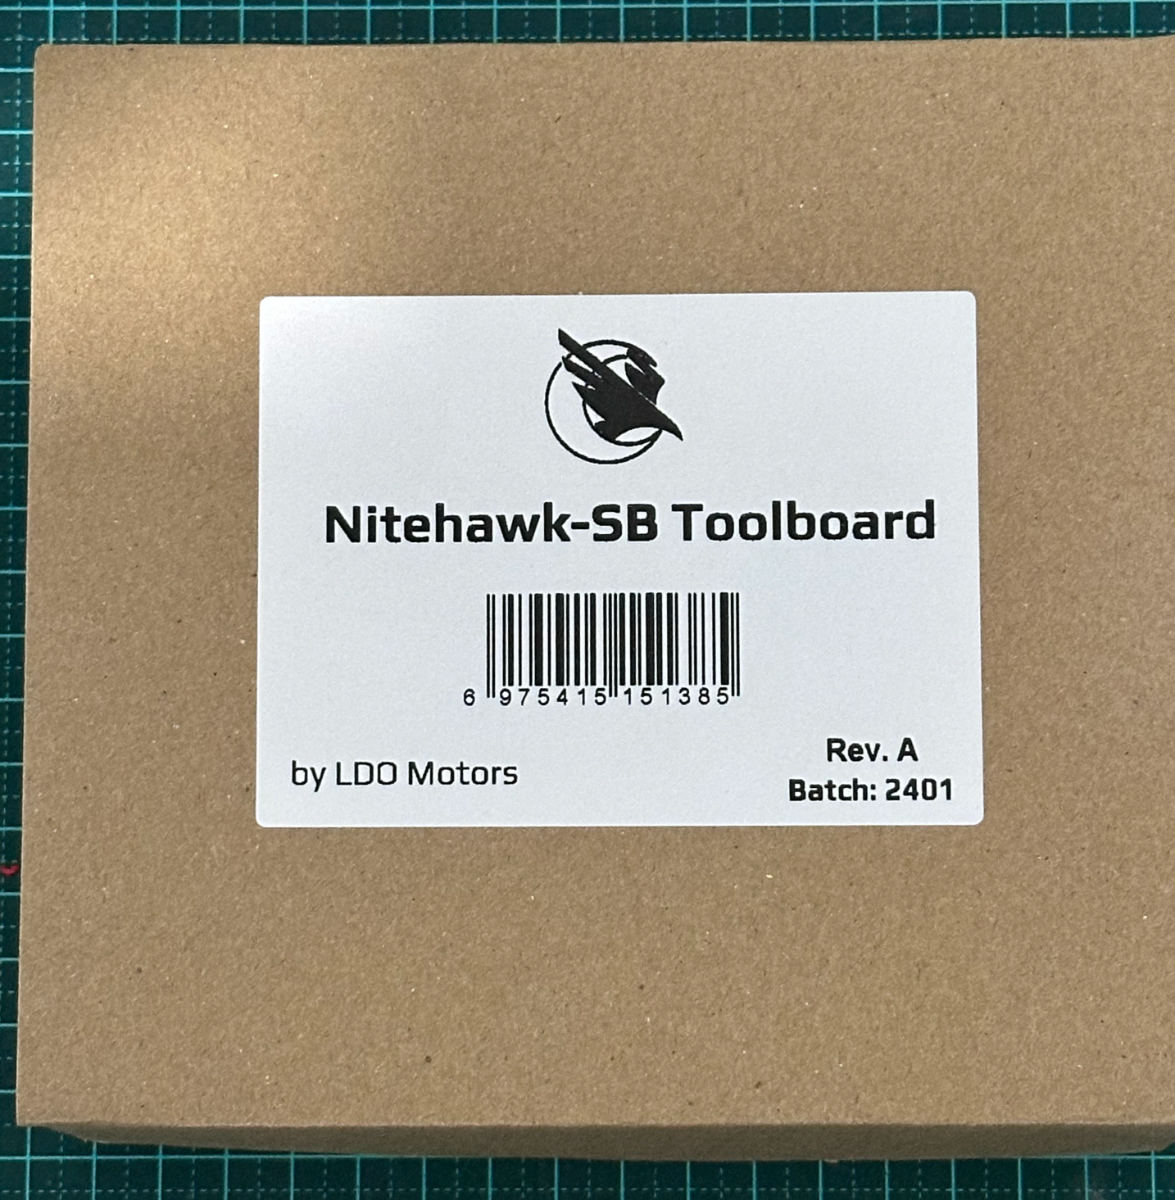 Nitehawk-SB Toolboard
6 975415 151385
by LDO Motors
Rev. A
Batch: 2401